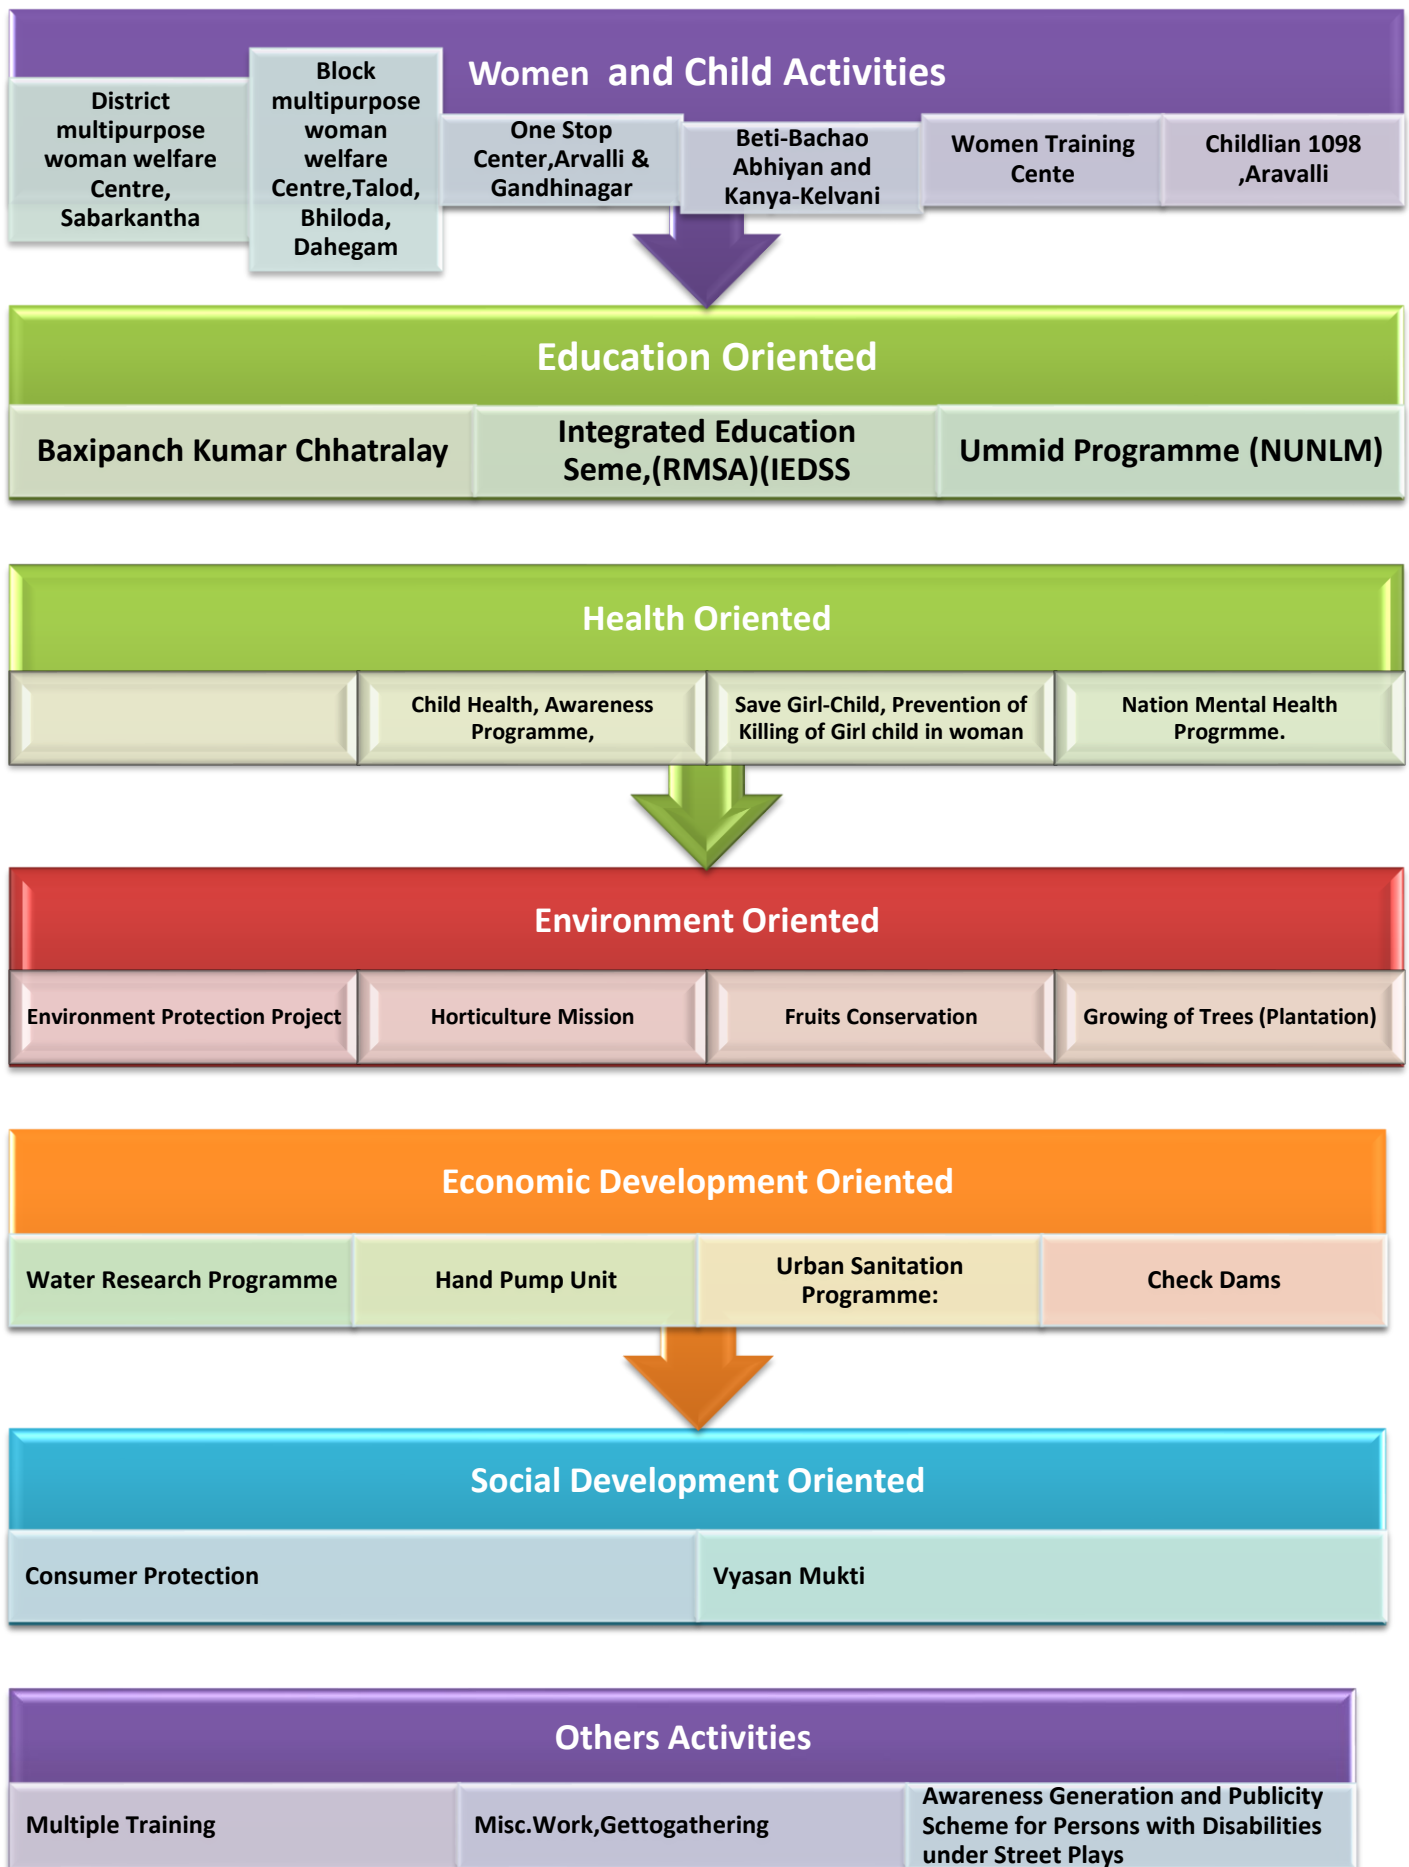 Women and Child Activities
District
multipurpose
woman welfare
Centre,
Sabarkantha
Block
multipurpose
woman
welfare
Centre,Talod,
Bhiloda,
Dahegam
One Stop
Center,Arvalli &
Gandhinagar
Beti-Bachao
Abhiyan and
Kanya-Kelvani
Women Training
Cente
Childlian 1098
,Aravalli
Education Oriented
Baxipanch Kumar Chhatralay
Integrated Education
Seme,(RMSA)(IEDSS
Ummid Programme (NUNLM)
Health Oriented
Child Health, Awareness
Programme,
Save Girl-Child, Prevention of
Killing of Girl child in woman
Nation Mental Health
Progrmme.
Environment Oriented
Environment Protection Project
Horticulture Mission
Fruits Conservation
Growing of Trees (Plantation)
Economic Development Oriented
Water Research Programme
Hand Pump Unit
Urban Sanitation
Programme:
Check Dams
Social Development Oriented
Consumer Protection
Vyasan Mukti
Others Activities
Multiple Training
Misc.Work,Gettogathering
Awareness Generation and Publicity
Scheme for Persons with Disabilities
under Street Plays